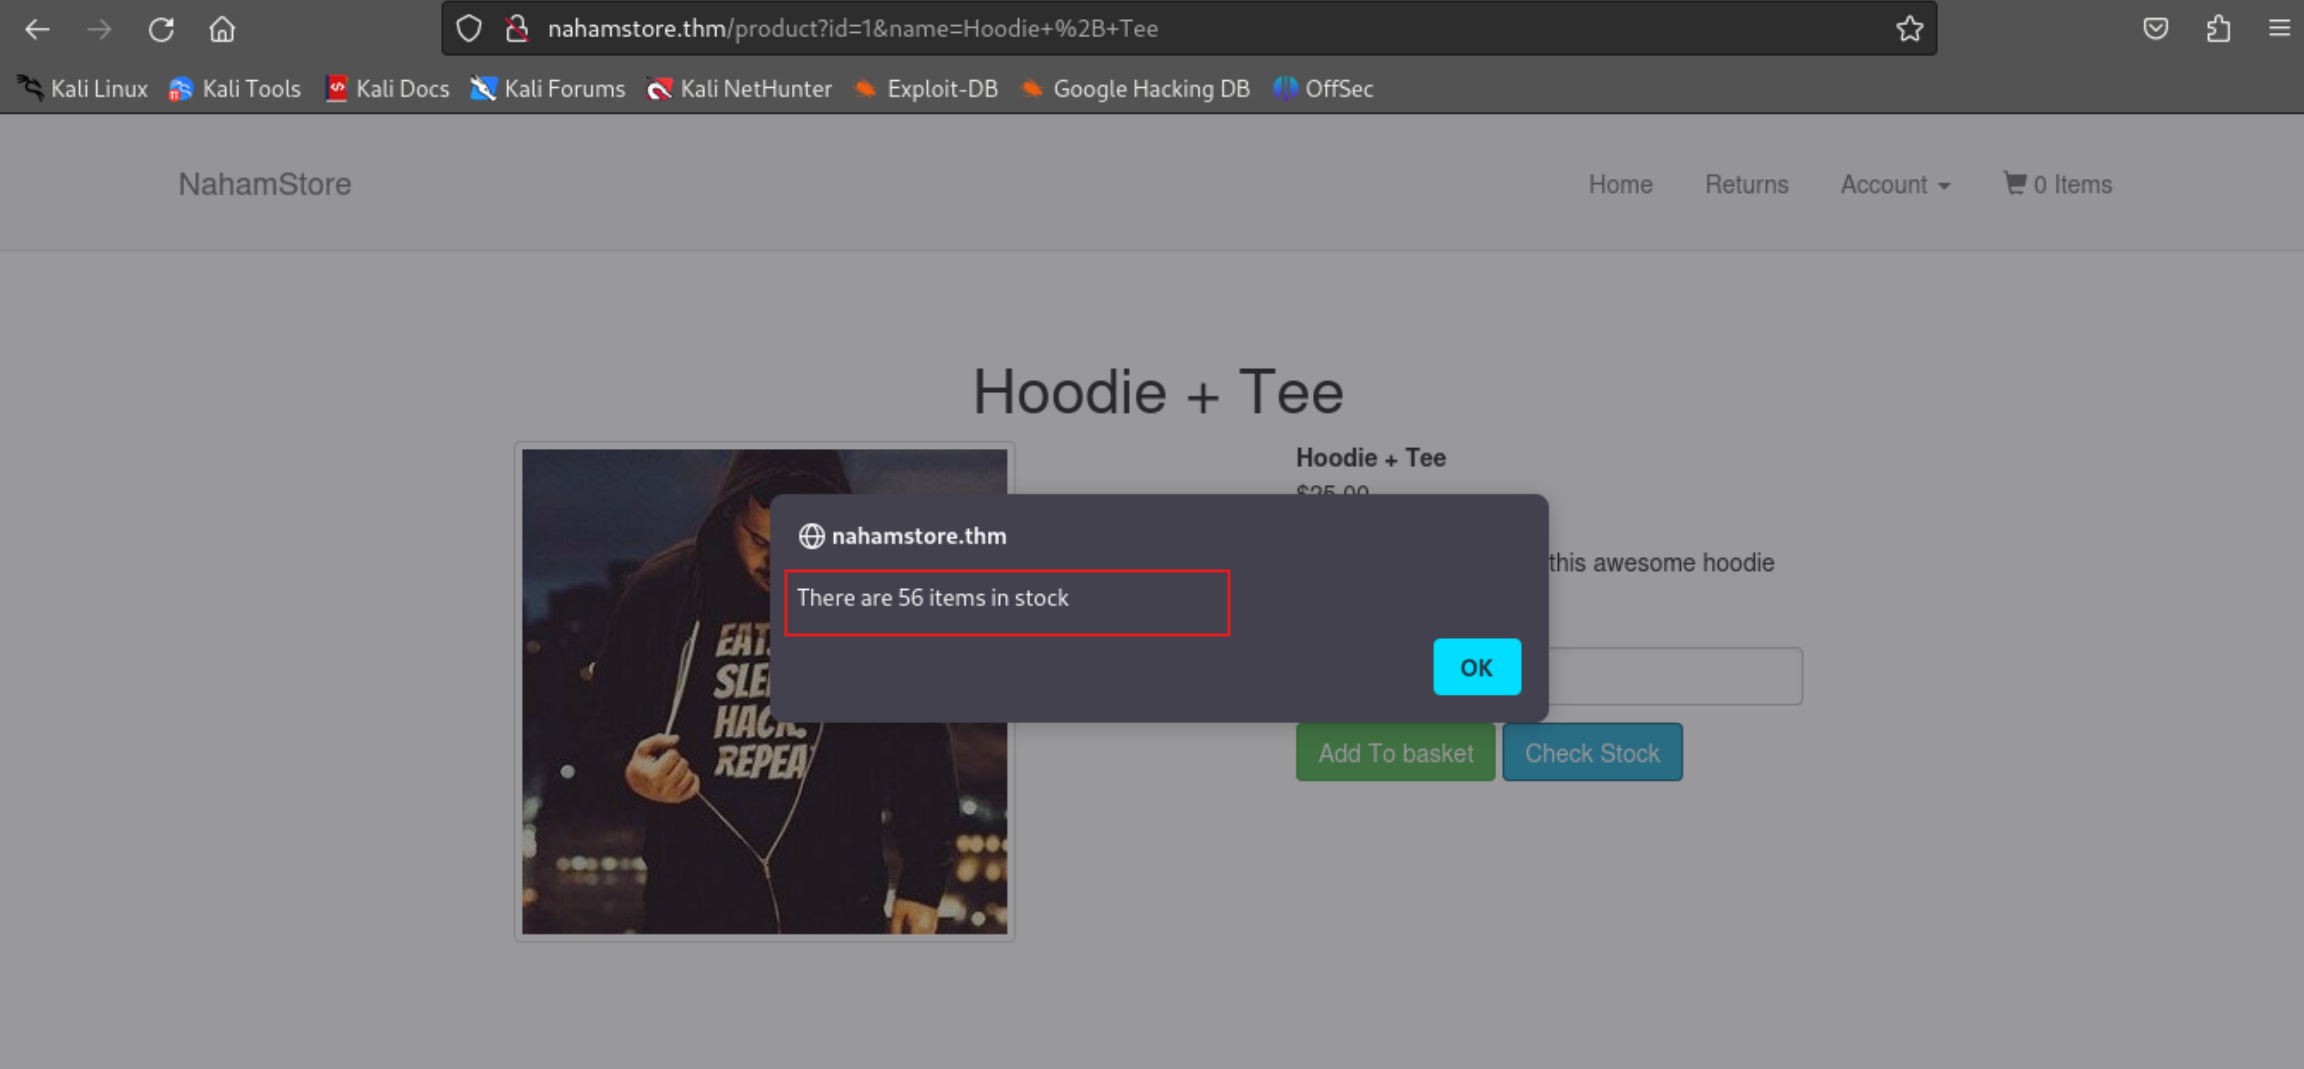 nahamstore.thm/product?id=1&name=Hoodie+%2B+Tee
Kali Linux Kali Tools Kali Docs Kali Forums Kali NetHunter Exploit-DB Google Hacking DB OffSec
NahamStore Home Returns Account 0 Items
Hoodie + Tee
Hoodie + Tee
$25.00
nahamstore.thm
this awesome hoodie
There are 56 items in stock
OK
EAT
SLE
HACK.
REPEA
Add To basket Check Stock